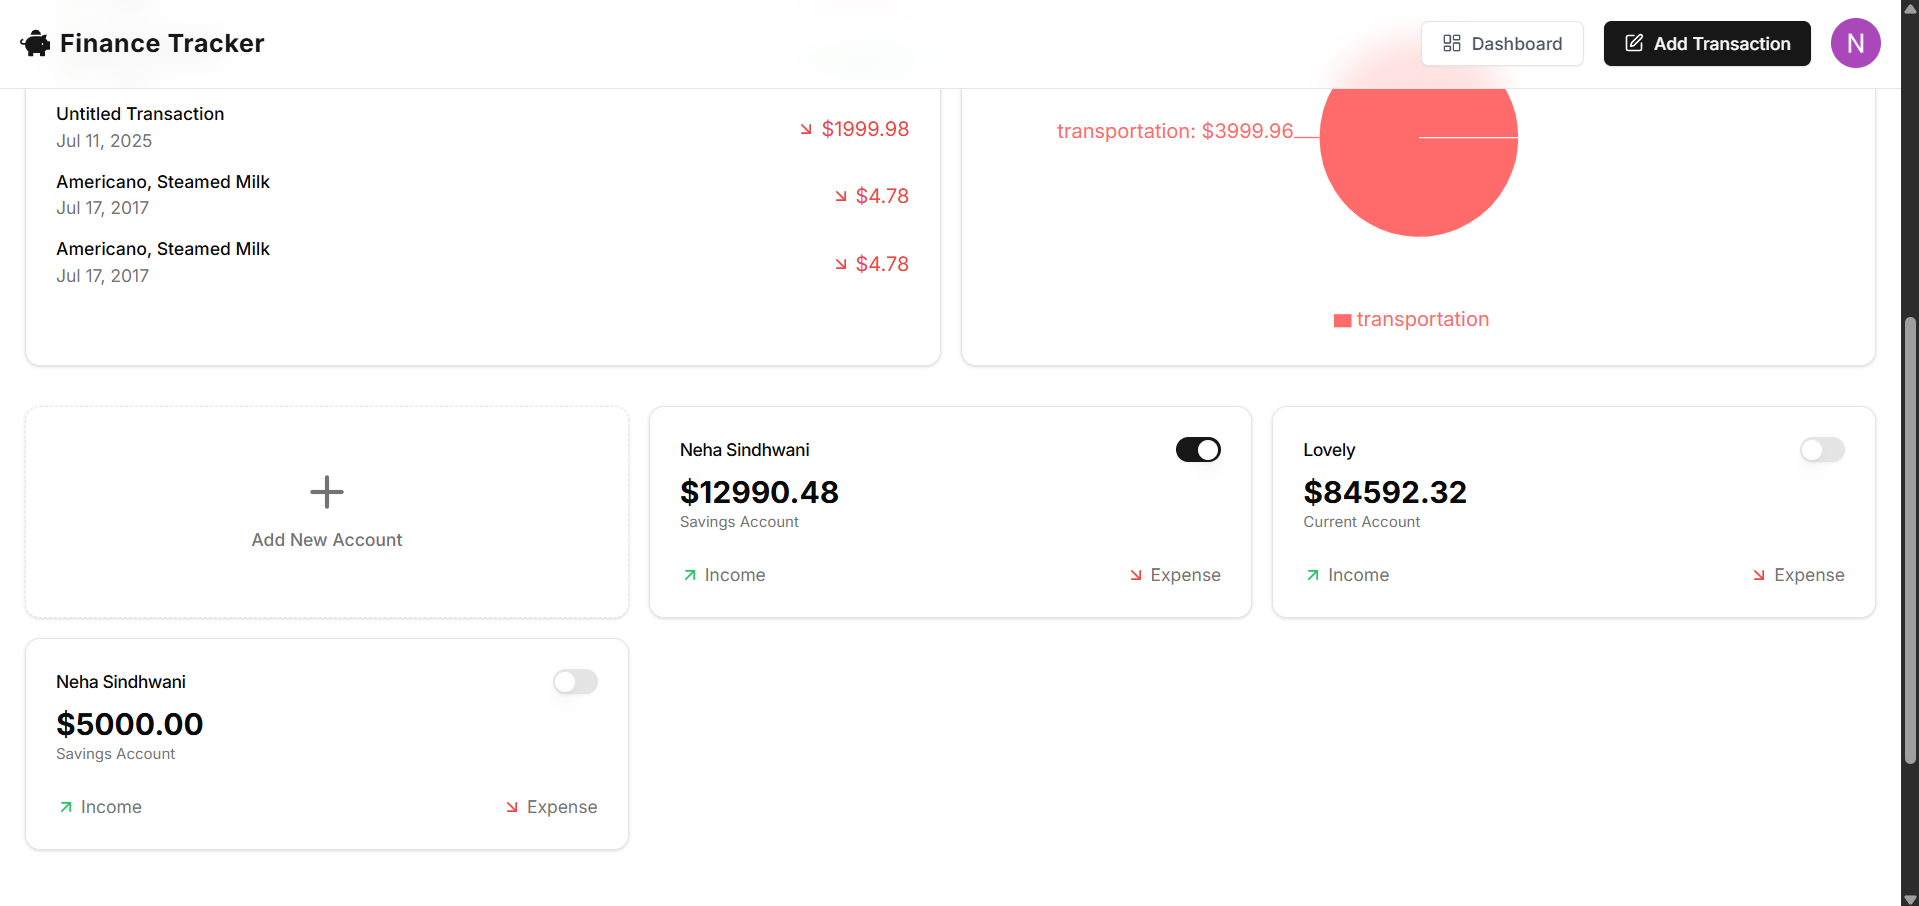 Finance Tracker
Dashboard
Add Transaction
N
Untitled Transaction
Jul 11, 2025
$1999.98
Americano, Steamed Milk
Jul 17, 2017
$4.78
Americano, Steamed Milk
Jul 17, 2017
$4.78
transportation: $3999.96
transportation
Add New Account
Neha Sindhwani
$12990.48
Savings Account
Income
Expense
Lovely
$84592.32
Current Account
Income
Expense
Neha Sindhwani
$5000.00
Savings Account
Income
Expense